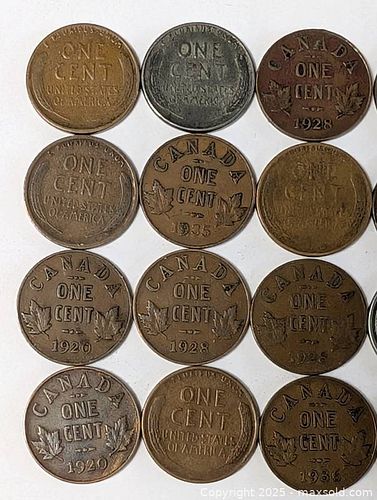 E PLURIBUS UNUM
ONE
CENT
UNITED STATES
OF AMERICA
ONE
CENT
UNITED STATES
OF AMERICA
CANADA
ONE
CENT
1928
ONE
CENT
UNITED STATES
OF AMERICA
CANADA
ONE
CENT
1935
ONE
CENT
CANADA
ONE
CENT
1920
CANADA
ONE
CENT
1928
CANADA
ONE
CENT
CANADA
ONE
CENT
1920
ONE
CENT
UNITED STATES
OF AMERICA
CANADA
ONE
CENT
1936
Copyright 2025 - maxsold.com